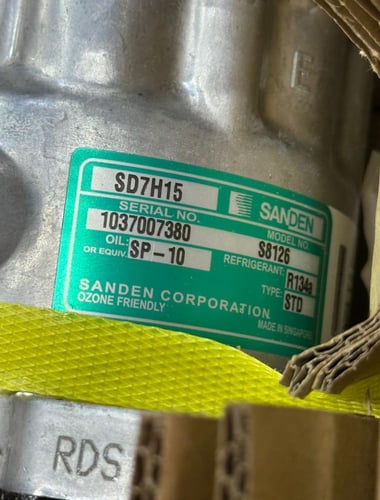 E
SD7H15
SANDEN
SERIAL NO.
1037007380
MODEL NO.
S8126
OIL:
OR EQUIV.
SP-10
REFRIGERANT:
R134a
TYPE:
STD
SANDEN CORPORATION
OZONE FRIENDLY
MADE IN SINGAPORE
RDS